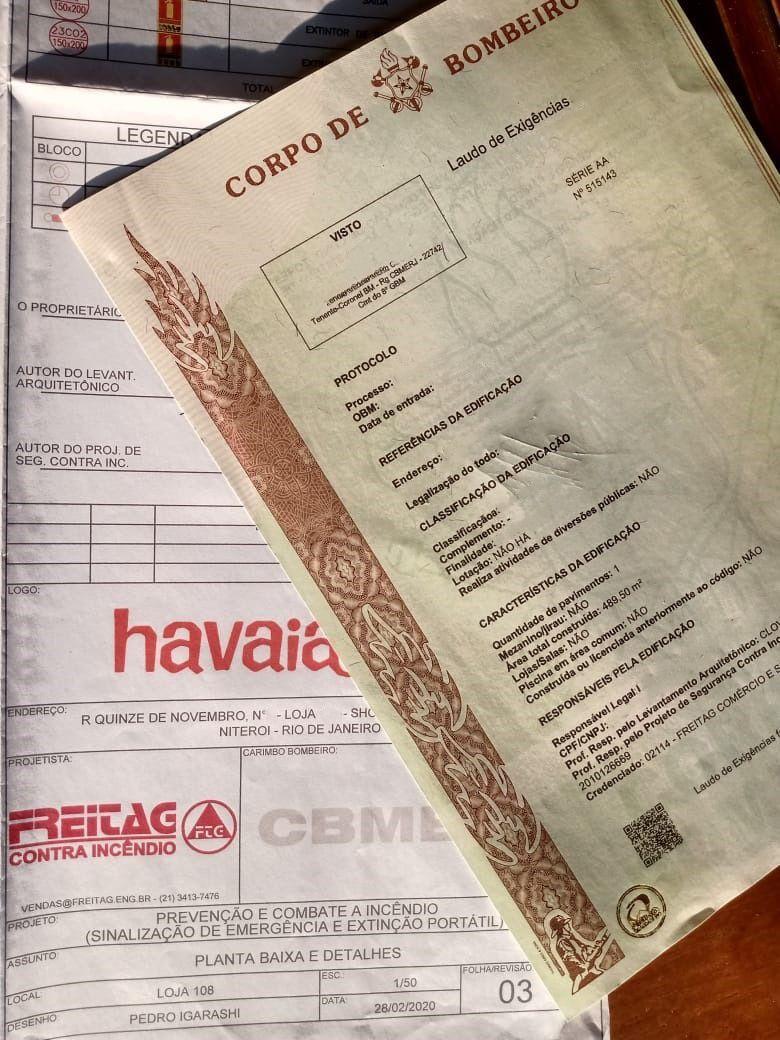 150x200
23CO2
150x200
SAÍDA
EXTINTOR DE
EXTIN
TOTAL
LEGEND
BLOCO
O PROPRIETÁRIO
AUTOR DO LEVANT.
ARQUITETÔNICO
AUTOR DO PROJ. DE
SEG. CONTRA INC.
LOGO:
havaia
ENDEREÇO:
R QUINZE DE NOVEMBRO, Nº - LOJA - SHO
NITEROI - RIO DE JANEIRO
PROJETISTA:
CARIMBO BOMBEIRO:
FREITAG
FTG
CONTRA INCÊNDIO
CBME
VENDAS@FREITAG.ENG.BR - (21) 3413-7476
PROJETO:
PREVENÇÃO E COMBATE A INCÊNDIO
(SINALIZAÇÃO DE EMERGÊNCIA E EXTINÇÃO PORTÁTIL)
ASSUNTO:
PLANTA BAIXA E DETALHES
LOCAL:
LOJA 108
ESC.:
1/50
FOLHA/REVISÃO
03
DESENHO:
PEDRO IGARASHI
DATA:
28/02/2020
CORPO DE BOMBEIRO
Laudo de Exigências
SÉRIE AA
Nº 515143
VISTO
Tenente-Coronel BM - Rg CBMERJ - 22742/
Cmt do 8º GBM
PROTOCOLO
Processo:
OBM:
Data de entrada:
REFERÊNCIAS DA EDIFICAÇÃO
Endereço:
Legalização do todo:
CLASSIFICAÇÃO DA EDIFICAÇÃO
Classificaçãoa:
Complemento: -
Finalidade:
Lotação: NÃO HÁ
Realiza atividades de diversões públicas: NÃO
CARACTERÍSTICAS DA EDIFICAÇÃO
Quantidade de pavimentos: 1
Mezanino/jirau: NÃO
Área total construída: 489,50 m²
Lojas/Salas: NÃO
Piscina em área comum: NÃO
Construída ou licenciada anteriormente ao código: NÃO
RESPONSÁVEIS PELA EDIFICAÇÃO
Responsável Legal I
CPF/CNPJ:
Prof. Resp. pelo Levantamento Arquitetônico: CLOV
Prof. Resp. pelo Projeto de Segurança Contra Inc
2010126669
Credenciado: 02114 - FREITAG COMÉRCIO E S
Laudo de Exigências f